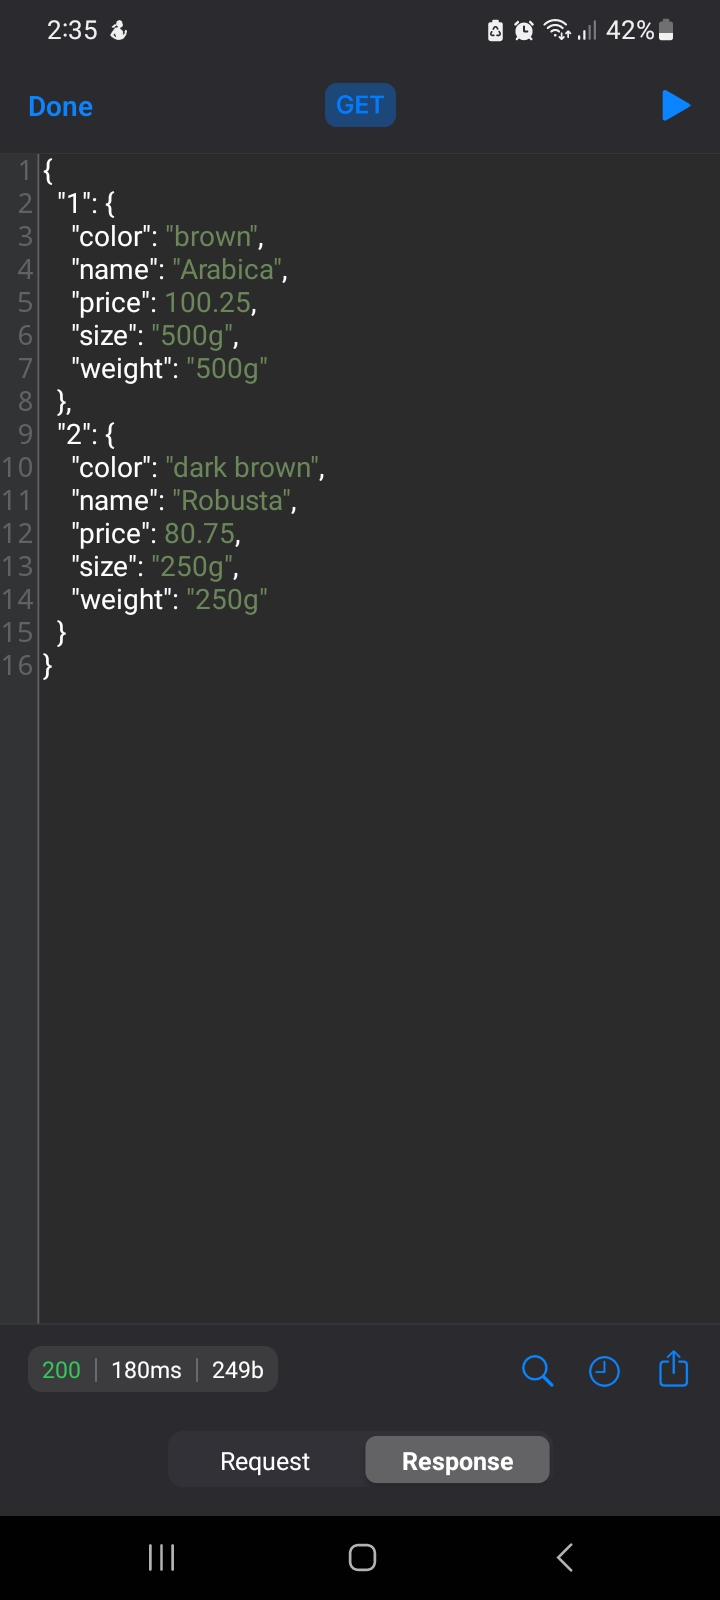 2:35 42%
Done GET
1 {
2 "1": {
3 "color": "brown",
4 "name": "Arabica",
5 "price": 100.25,
6 "size": "500g",
7 "weight": "500g"
8 },
9 "2": {
10 "color": "dark brown",
11 "name": "Robusta",
12 "price": 80.75,
13 "size": "250g",
14 "weight": "250g"
15 }
16 }
200 | 180ms | 249b
Request Response